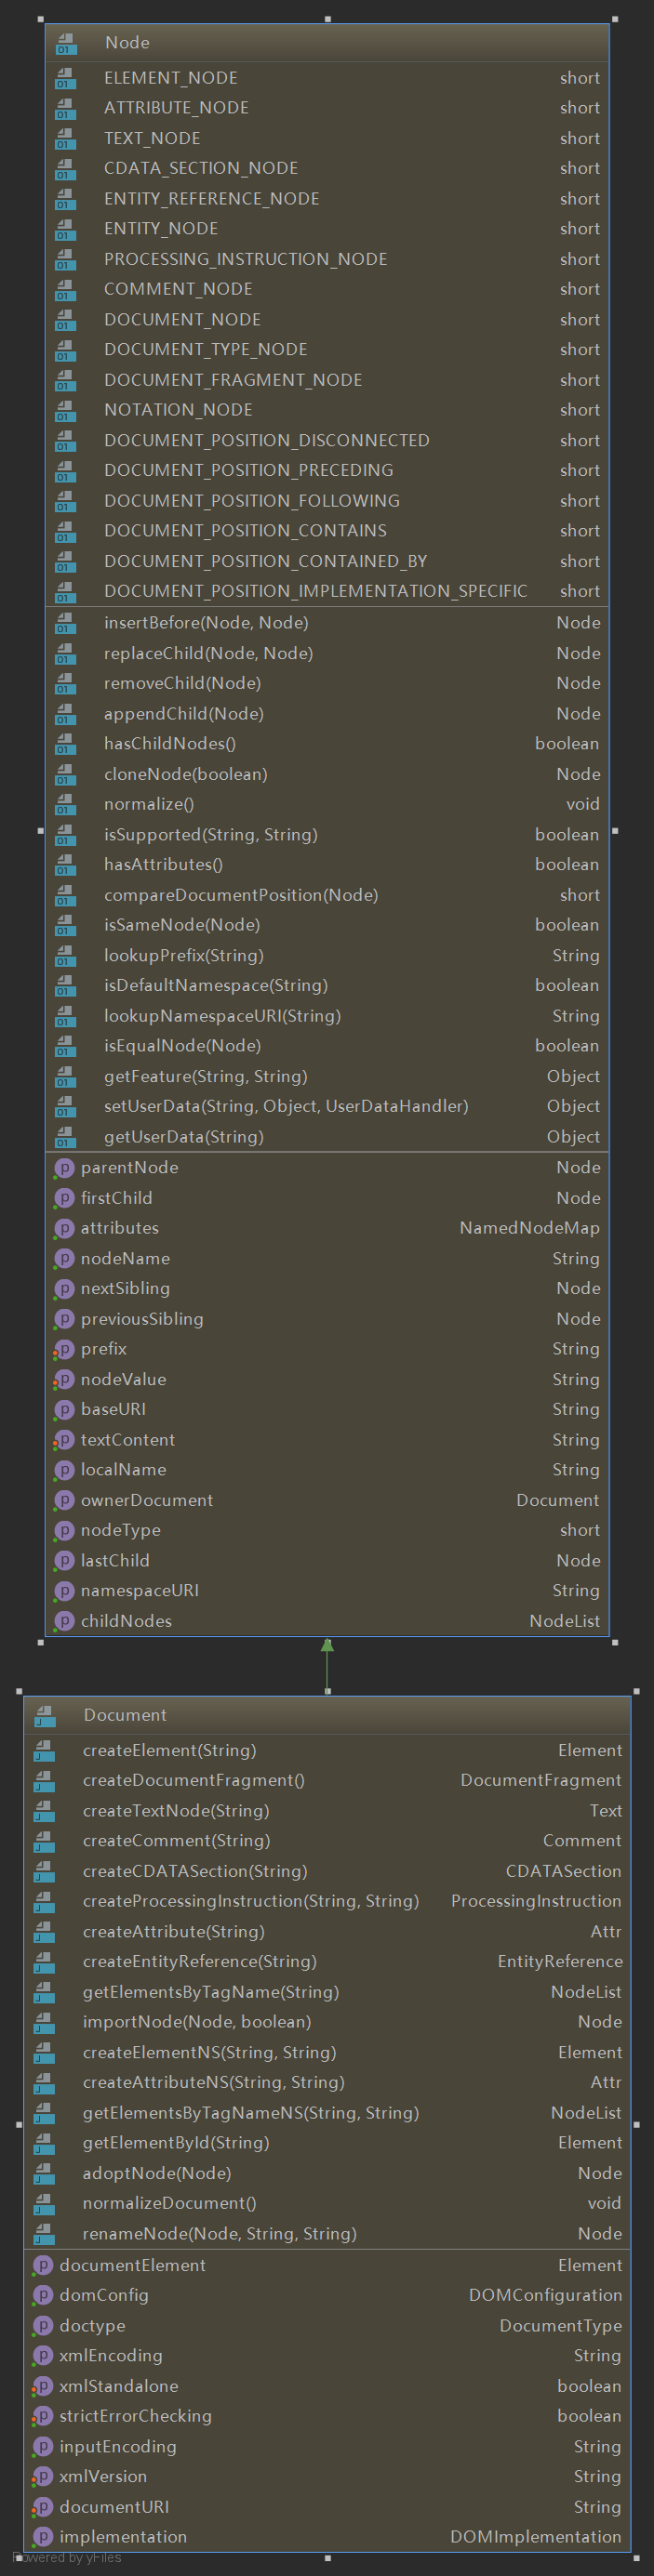 Node
ELEMENT_NODE short
ATTRIBUTE_NODE short
TEXT_NODE short
CDATA_SECTION_NODE short
ENTITY_REFERENCE_NODE short
ENTITY_NODE short
PROCESSING_INSTRUCTION_NODE short
COMMENT_NODE short
DOCUMENT_NODE short
DOCUMENT_TYPE_NODE short
DOCUMENT_FRAGMENT_NODE short
NOTATION_NODE short
DOCUMENT_POSITION_DISCONNECTED short
DOCUMENT_POSITION_PRECEDING short
DOCUMENT_POSITION_FOLLOWING short
DOCUMENT_POSITION_CONTAINS short
DOCUMENT_POSITION_CONTAINED_BY short
DOCUMENT_POSITION_IMPLEMENTATION_SPECIFIC short
insertBefore(Node, Node) Node
replaceChild(Node, Node) Node
removeChild(Node) Node
appendChild(Node) Node
hasChildNodes() boolean
cloneNode(boolean) Node
normalize() void
isSupported(String, String) boolean
hasAttributes() boolean
compareDocumentPosition(Node) short
isSameNode(Node) boolean
lookupPrefix(String) String
isDefaultNamespace(String) boolean
lookupNamespaceURI(String) String
isEqualNode(Node) boolean
getFeature(String, String) Object
setUserData(String, Object, UserDataHandler) Object
getUserData(String) Object
parentNode Node
firstChild Node
attributes NamedNodeMap
nodeName String
nextSibling Node
previousSibling Node
prefix String
nodeValue String
baseURI String
textContent String
localName String
ownerDocument Document
nodeType short
lastChild Node
namespaceURI String
childNodes NodeList
Document
createElement(String) Element
createDocumentFragment() DocumentFragment
createTextNode(String) Text
createComment(String) Comment
createCDATASection(String) CDATASection
createProcessingInstruction(String, String) ProcessingInstruction
createAttribute(String) Attr
createEntityReference(String) EntityReference
getElementsByTagName(String) NodeList
importNode(Node, boolean) Node
createElementNS(String, String) Element
createAttributeNS(String, String) Attr
getElementsByTagNameNS(String, String) NodeList
getElementById(String) Element
adoptNode(Node) Node
normalizeDocument() void
renameNode(Node, String, String) Node
documentElement Element
domConfig DOMConfiguration
doctype DocumentType
xmlEncoding String
xmlStandalone boolean
strictErrorChecking boolean
inputEncoding String
xmlVersion String
documentURI String
implementation DOMImplementation
Powered by yFiles